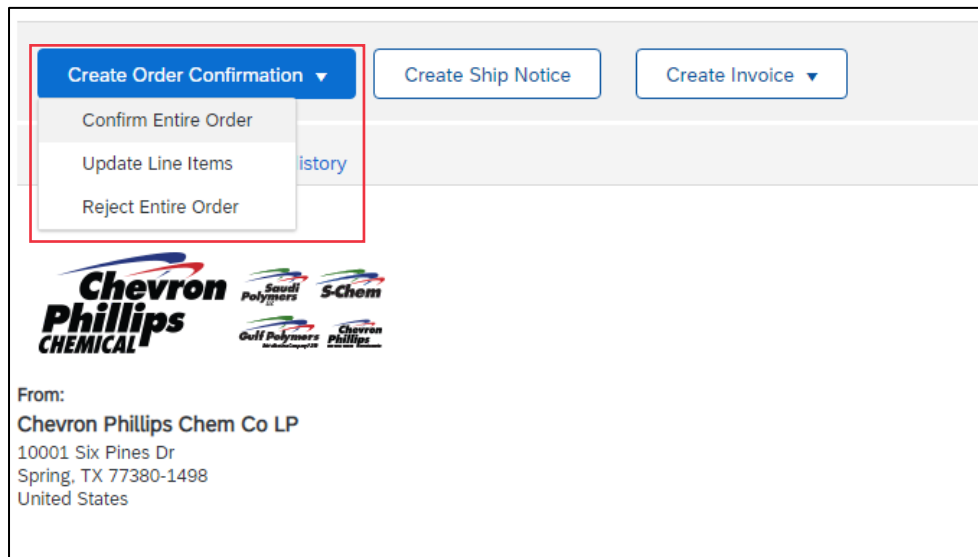 Create Order Confirmation ▼
Create Ship Notice
Create Invoice ▼
Confirm Entire Order
Update Line Items
istory
Reject Entire Order
Chevron
Phillips
CHEMICAL
Saudi
Polymers
LLC
S-Chem
Gulf Polymers
Chevron
Phillips
From:
Chevron Phillips Chem Co LP
10001 Six Pines Dr
Spring, TX 77380-1498
United States